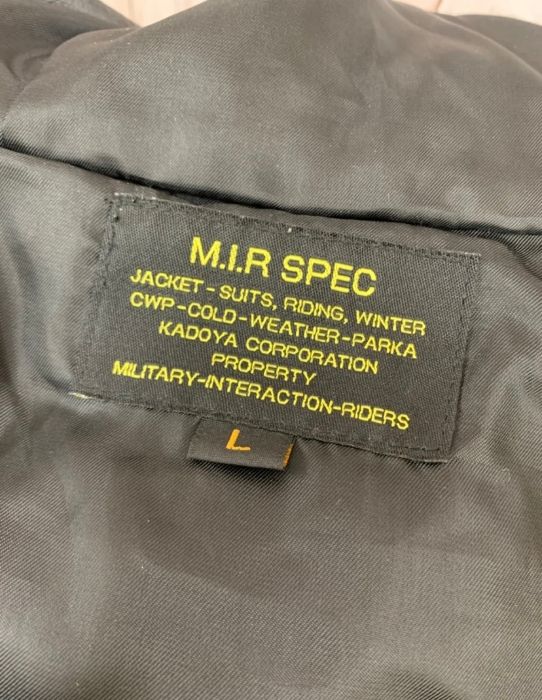 M.I.R SPEC
JACKET-SUITS, RIDING, WINTER
CWP-COLD-WEATHER-PARKA
KADOYA CORPORATION
PROPERTY
MILITARY-INTERACTION-RIDERS
L